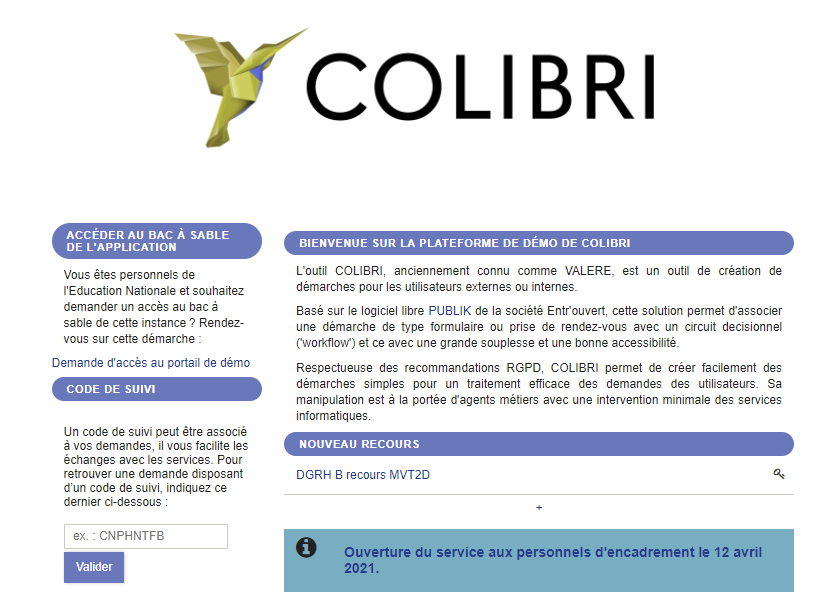 COLIBRI
ACCÉDER AU BAC À SABLE
DE L'APPLICATION
Vous êtes personnels de
l'Education Nationale et souhaitez
demander un accès au bac à
sable de cette instance ? Rendez-
vous sur cette démarche :
Demande d'accès au portail de démo
CODE DE SUIVI
Un code de suivi peut être associé
à vos demandes, il vous facilite les
échanges avec les services. Pour
retrouver une demande disposant
d'un code de suivi, indiquez ce
dernier ci-dessous :
ex. : CNPHNTFB
Valider
BIENVENUE SUR LA PLATEFORME DE DÉMO DE COLIBRI
L'outil COLIBRI, anciennement connu comme VALERE, est un outil de création de
démarches pour les utilisateurs externes ou internes.
Basé sur le logiciel libre PUBLIK de la société Entr'ouvert, cette solution permet d'associer
une démarche de type formulaire ou prise de rendez-vous avec un circuit decisionnel
('workflow') et ce avec une grande souplesse et une bonne accessibilité.
Respectueuse des recommandations RGPD, COLIBRI permet de créer facilement des
démarches simples pour un traitement efficace des demandes des utilisateurs. Sa
manipulation est à la portée d'agents métiers avec une intervention minimale des services
informatiques.
NOUVEAU RECOURS
DGRH B recours MVT2D
+
Ouverture du service aux personnels d'encadrement le 12 avril
2021.